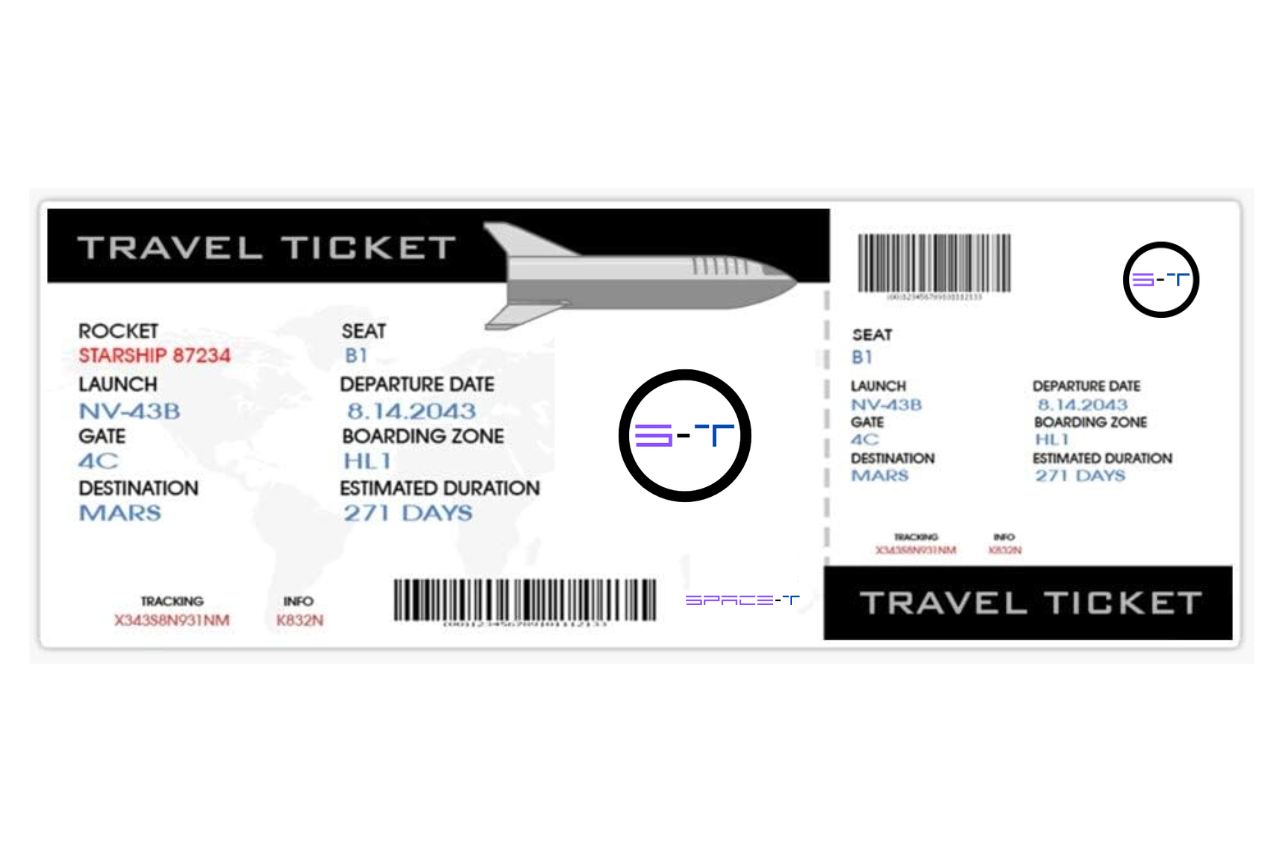 TRAVEL TICKET
ROCKET
STARSHIP 87234
SEAT
B1
LAUNCH
NV-43B
DEPARTURE DATE
8.14.2043
GATE
4C
BOARDING ZONE
HL1
DESTINATION
MARS
ESTIMATED DURATION
271 DAYS
TRACKING
X343S8N931NM
INFO
K832N
S-T
SPACE-T
S-T
SEAT
B1
LAUNCH
NV-43B
DEPARTURE DATE
8.14.2043
GATE
4C
BOARDING ZONE
HL1
DESTINATION
MARS
ESTIMATED DURATION
271 DAYS
TRACKING
X343S8N931NM
INFO
K832N
TRAVEL TICKET